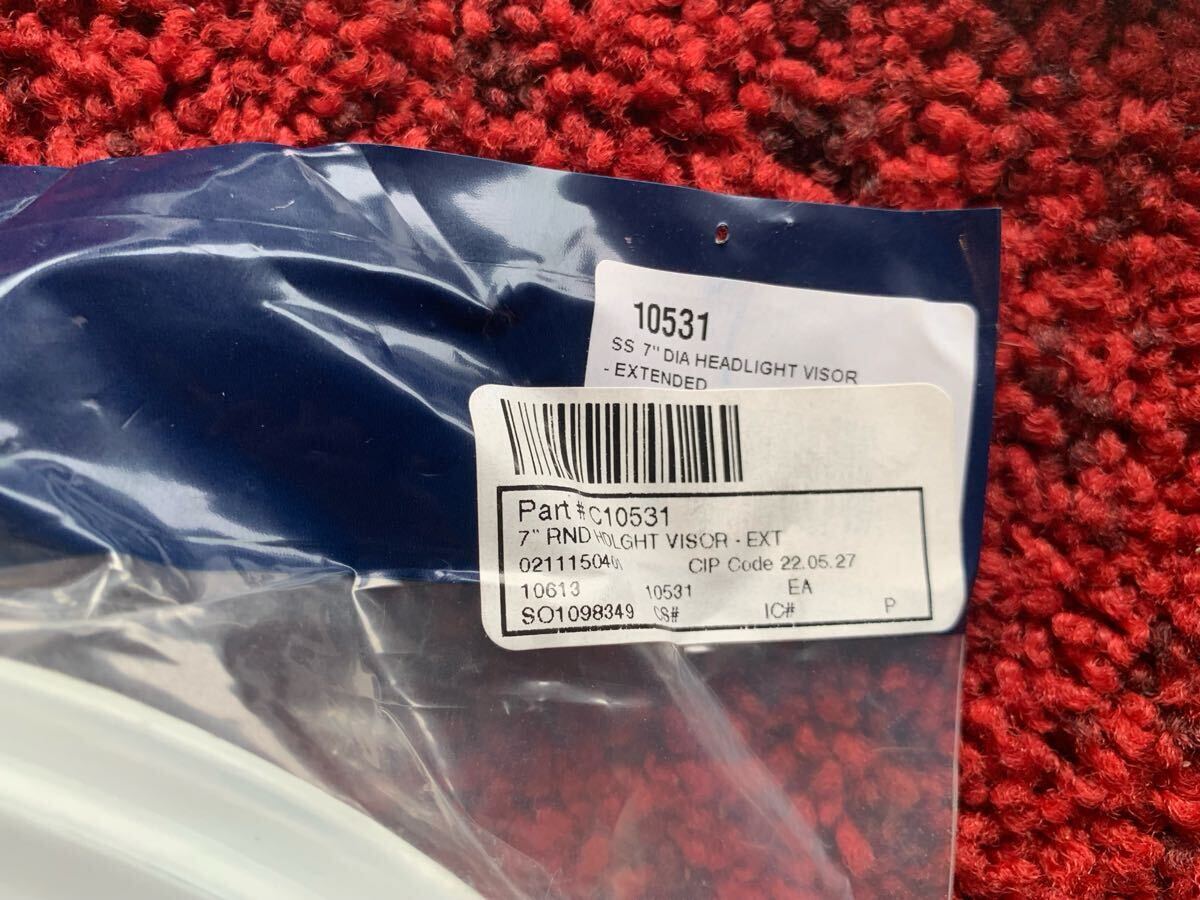 10531
SS 7" DIA HEADLIGHT VISOR
- EXTENDED
Part # C10531
7" RND HDLGHT VISOR - EXT
0211150401 CIP Code 22.05.27
10613 10531 EA
SO1098349 CS# IC# P